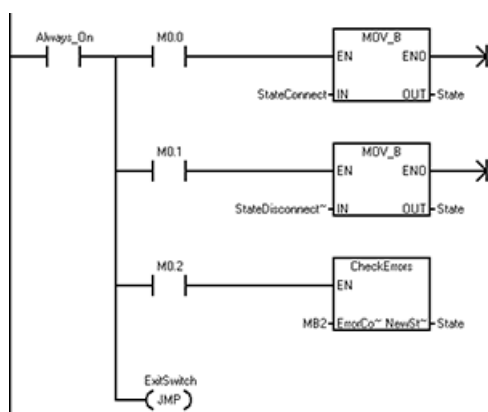 Always_On
M0.0
MOV_B
EN ENO
StateConnect IN OUT State
M0.1
MOV_B
EN ENO
StateDisconnect~ IN OUT State
M0.2
CheckErrors
EN
MB2 ErrorCo~ NewSt~ State
ExitSwitch
JMP